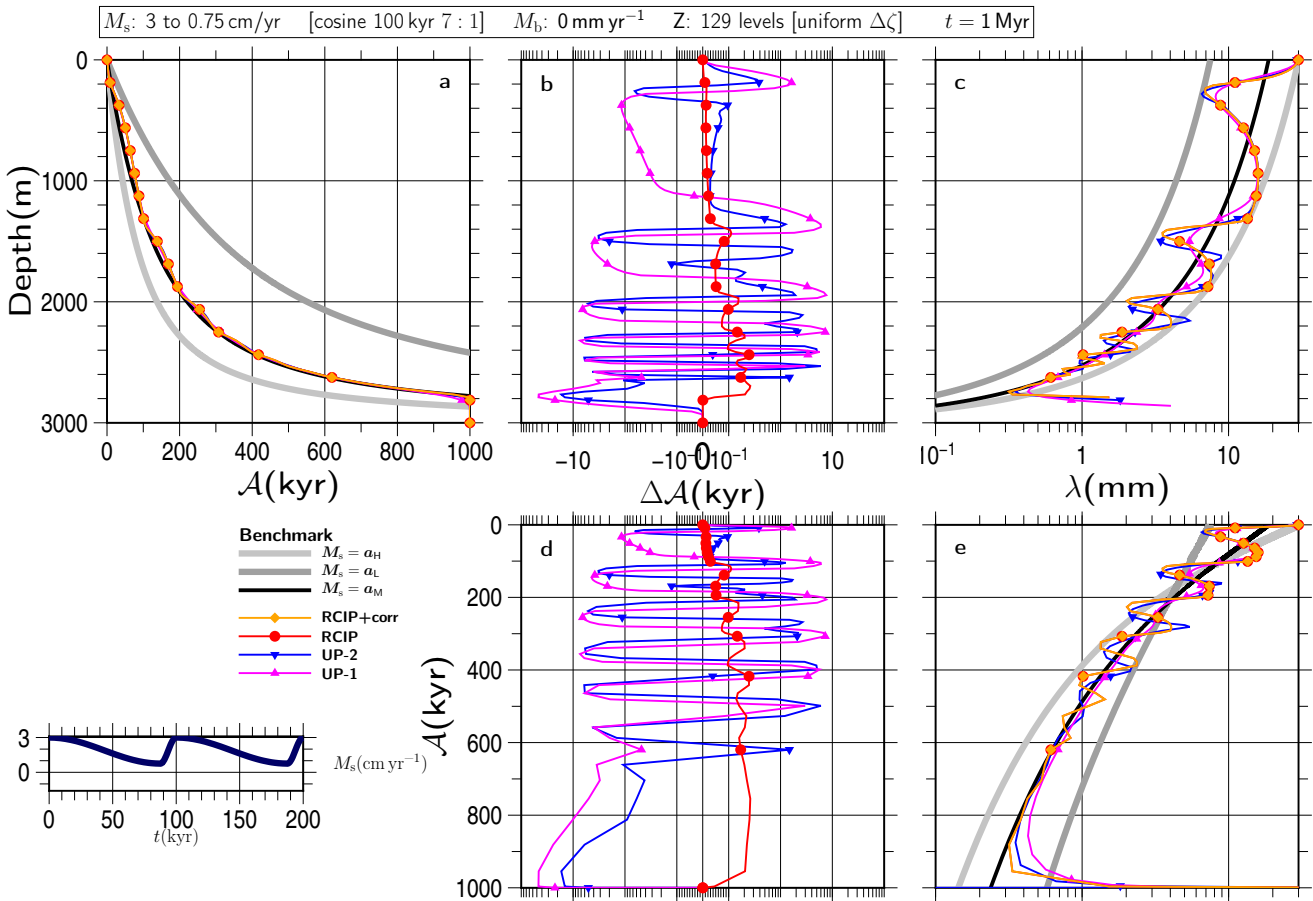 Mₛ: 3 to 0.75 cm/yr [cosine 100 kyr 7 : 1] M_b: 0 mm yr⁻¹ Z: 129 levels [uniform Δζ] t = 1 Myr
a
b
c
0
1000
2000
3000
Depth(m)
0 200 400 600 800 1000
𝒜(kyr)
−10 −10⁻¹ 0 10⁻¹ 10
Δ𝒜(kyr)
10⁻¹ 1 10
λ(mm)
Benchmark
Mₛ = a_H
Mₛ = a_L
Mₛ = a_M
RCIP+corr
RCIP
UP-2
UP-1
3
0
Mₛ(cm yr⁻¹)
0 50 100 150 200
t(kyr)
d
e
0
200
400
600
800
1000
𝒜(kyr)